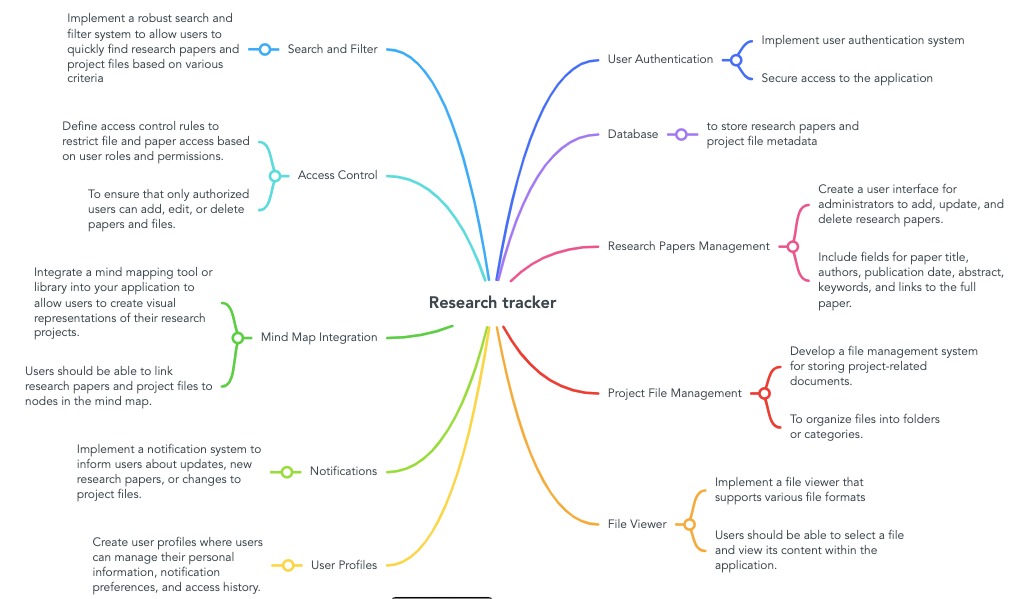 Research tracker
User Authentication
Implement user authentication system
Secure access to the application
Database
to store research papers and
project file metadata
Research Papers Management
Create a user interface for
administrators to add, update, and
delete research papers.
Include fields for paper title,
authors, publication date, abstract,
keywords, and links to the full
paper.
Project File Management
Develop a file management system
for storing project-related
documents.
To organize files into folders
or categories.
File Viewer
Implement a file viewer that
supports various file formats
Users should be able to select a file
and view its content within the
application.
Search and Filter
Implement a robust search and
filter system to allow users to
quickly find research papers and
project files based on various
criteria
Access Control
Define access control rules to
restrict file and paper access based
on user roles and permissions.
To ensure that only authorized
users can add, edit, or delete
papers and files.
Mind Map Integration
Integrate a mind mapping tool or
library into your application to
allow users to create visual
representations of their research
projects.
Users should be able to link
research papers and project files to
nodes in the mind map.
Notifications
Implement a notification system to
inform users about updates, new
research papers, or changes to
project files.
User Profiles
Create user profiles where users
can manage their personal
information, notification
preferences, and access history.